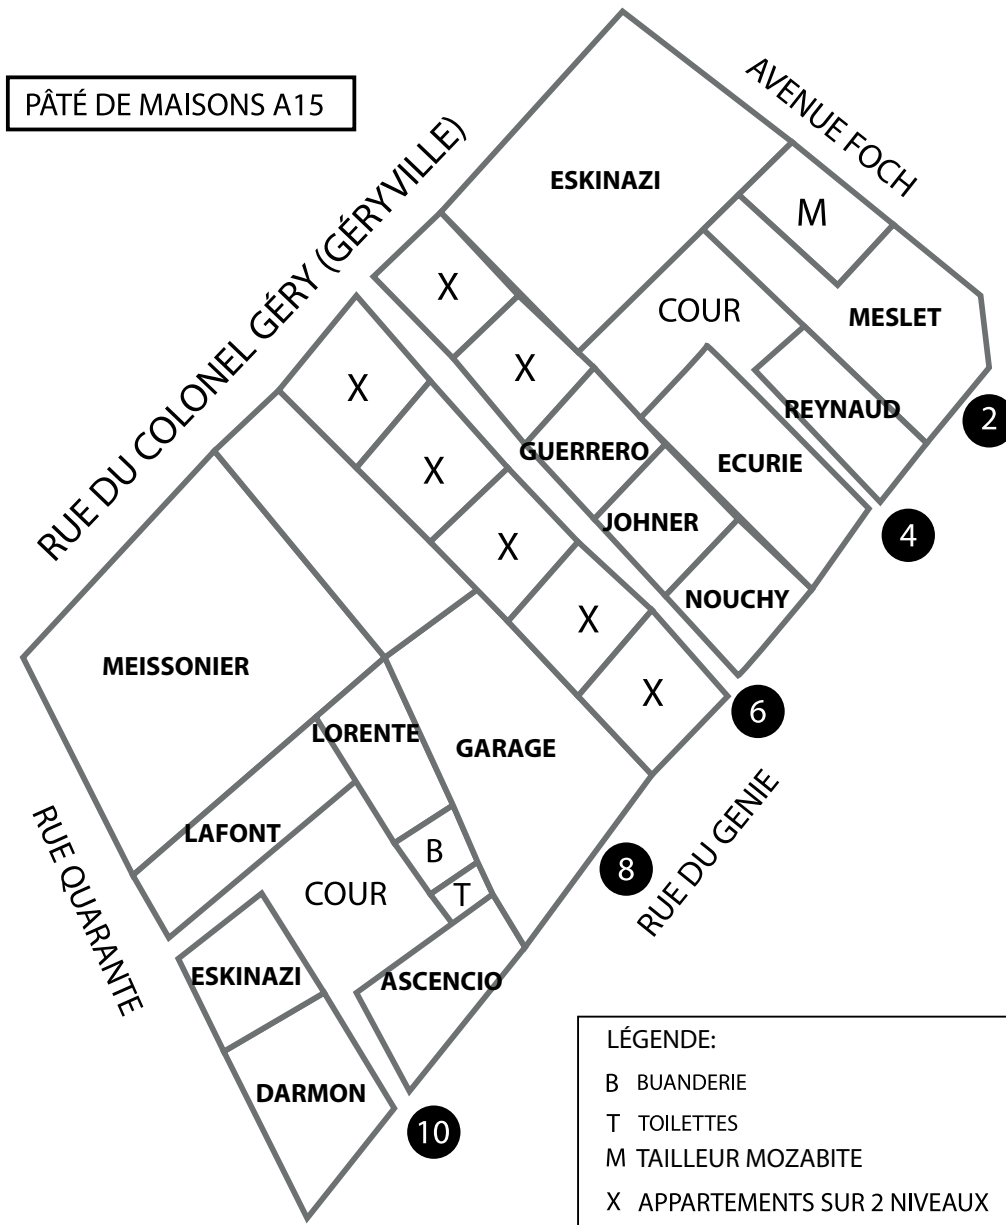 PÂTÉ DE MAISONS A15
AVENUE FOCH
RUE DU COLONEL GÉRY (GÉRYVILLE)
ESKINAZI
M
X
COUR
MESLET
X
X
REYNAUD
2
GUERRERO
ECURIE
X
JOHNER
4
X
NOUCHY
X
MEISSONIER
X
6
LORENTE
GARAGE
RUE QUARANTE
LAFONT
B
8
RUE DU GENIE
COUR
T
ESKINAZI
ASCENCIO
DARMON
10
LÉGENDE:
B BUANDERIE
T TOILETTES
M TAILLEUR MOZABITE
X APPARTEMENTS SUR 2 NIVEAUX